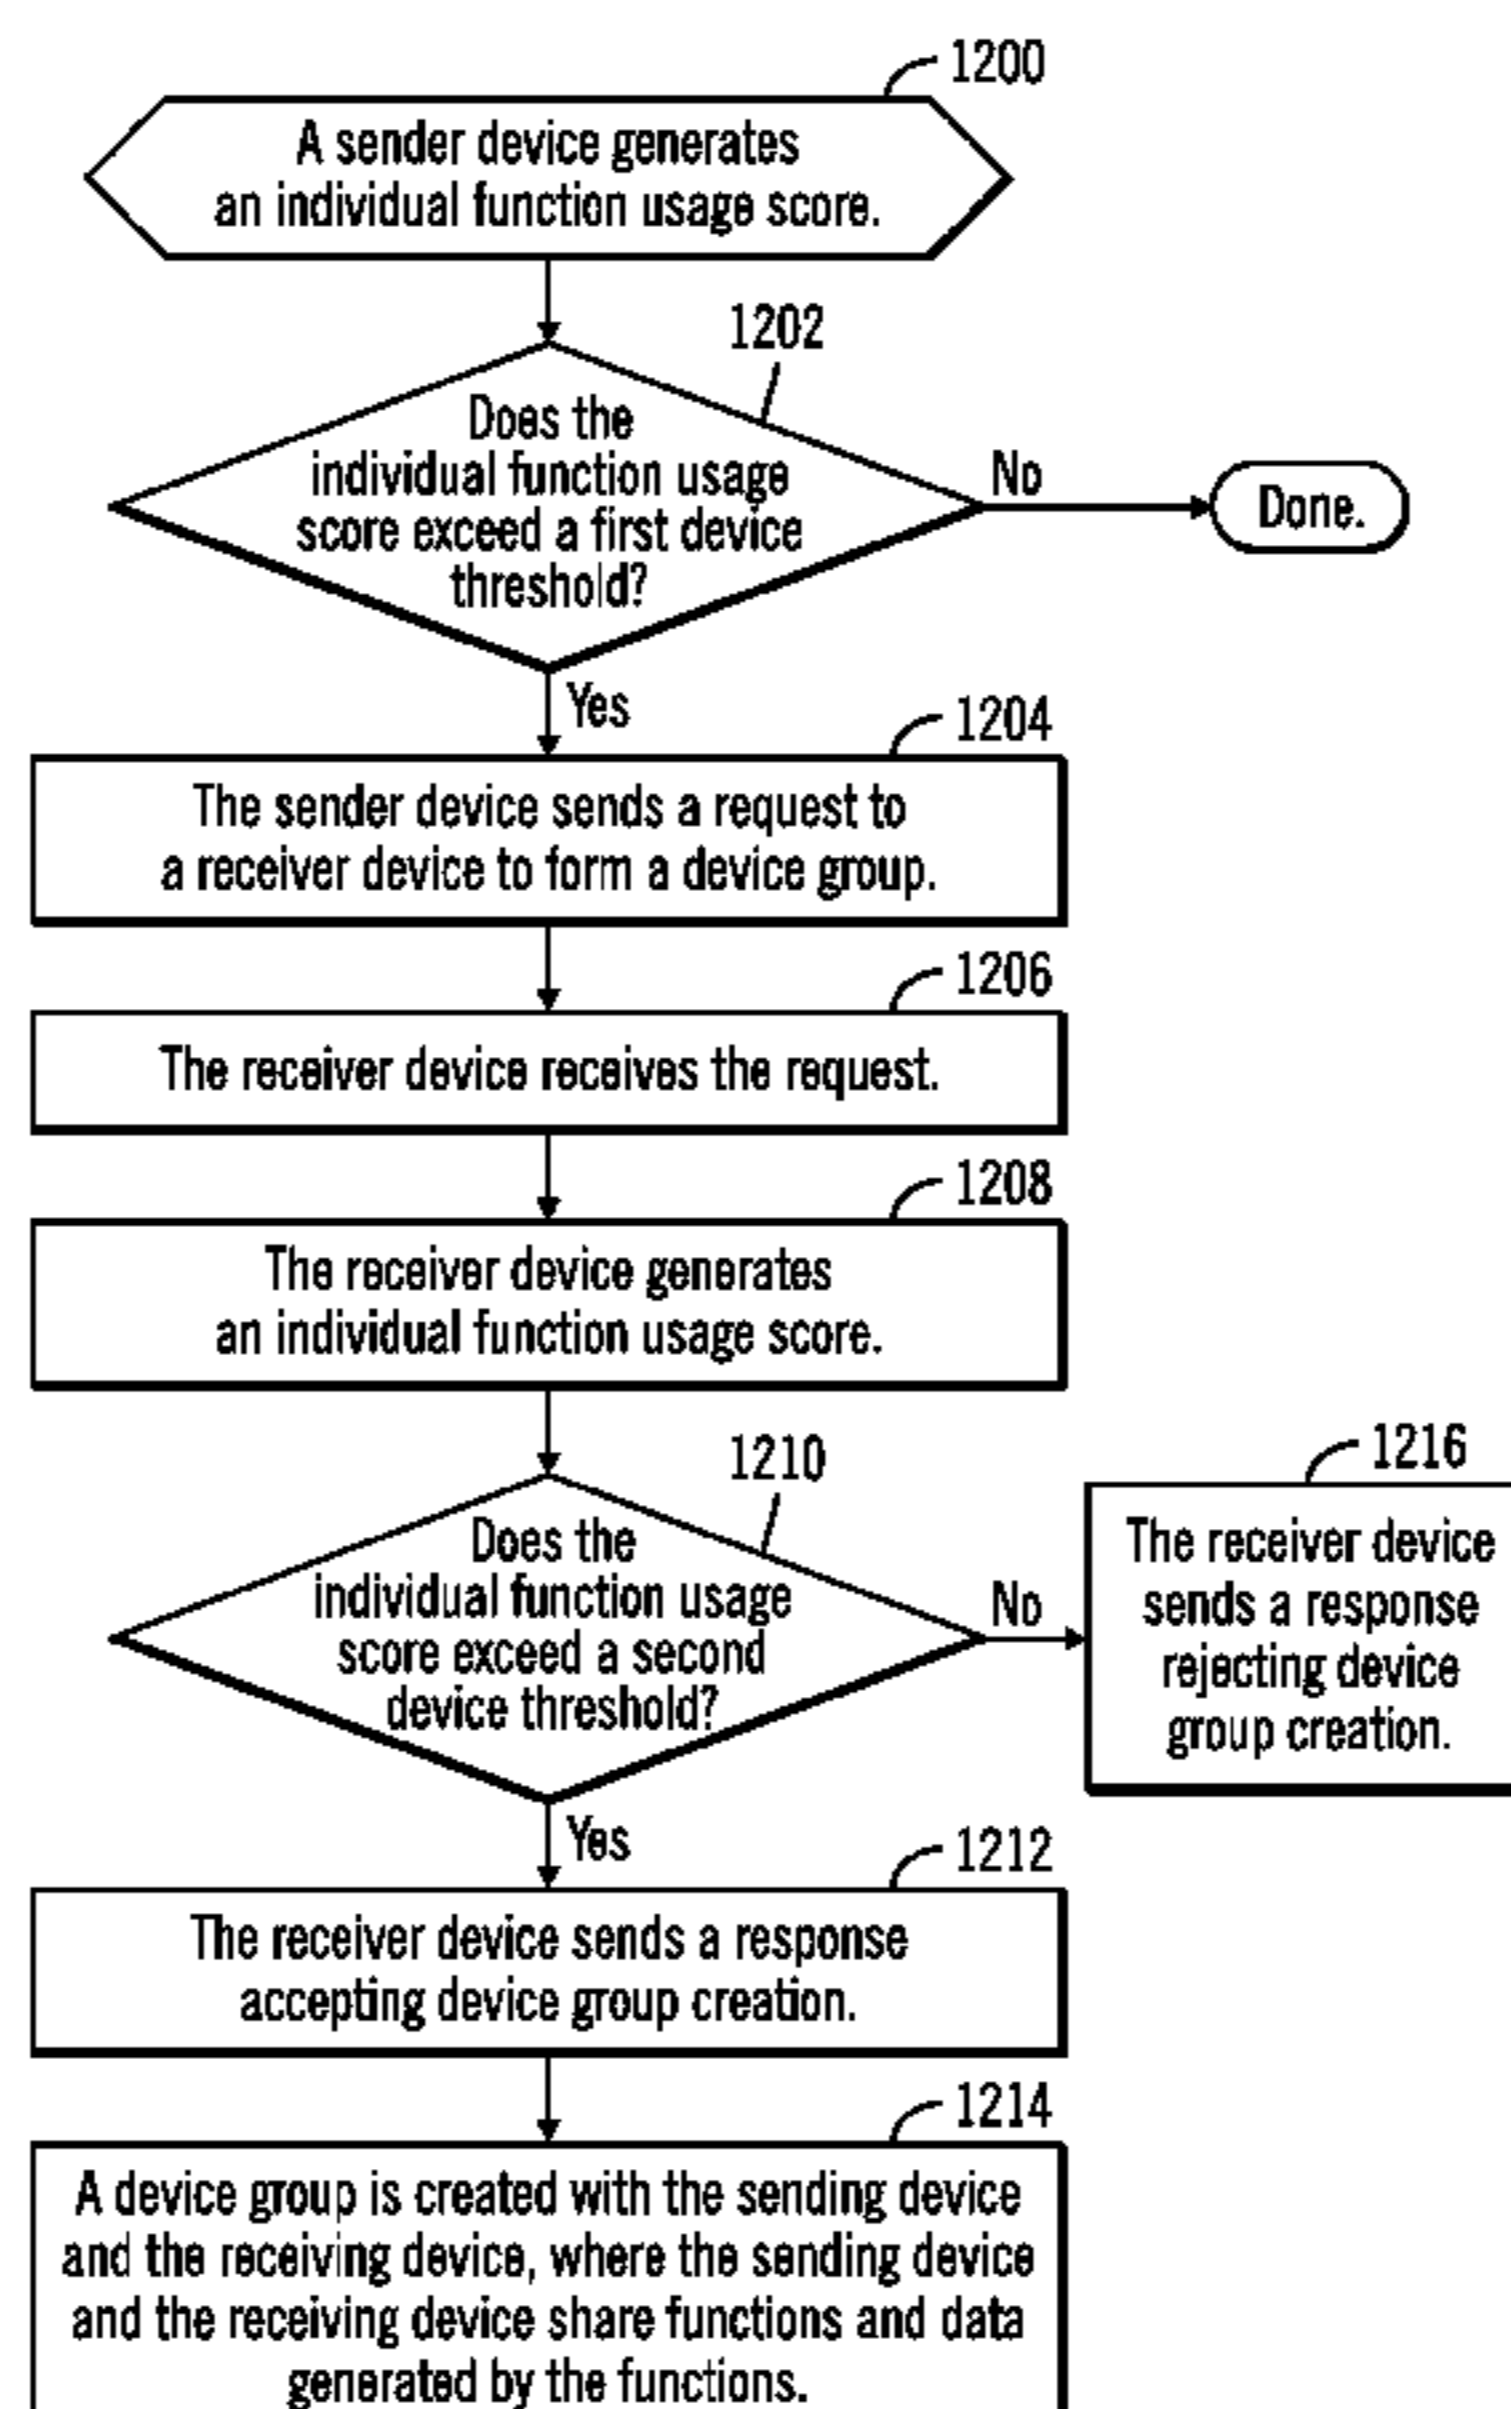 1200
A sender device generates
an individual function usage score.
1202
Does the
individual function usage
score exceed a first device
threshold?
No
Done.
Yes
1204
The sender device sends a request to
a receiver device to form a device group.
1206
The receiver device receives the request.
1208
The receiver device generates
an individual function usage score.
1210
Does the
individual function usage
score exceed a second
device threshold?
No
1216
The receiver device
sends a response
rejecting device
group creation.
Yes
1212
The receiver device sends a response
accepting device group creation.
1214
A device group is created with the sending device
and the receiving device, where the sending device
and the receiving device share functions and data
generated by the functions.